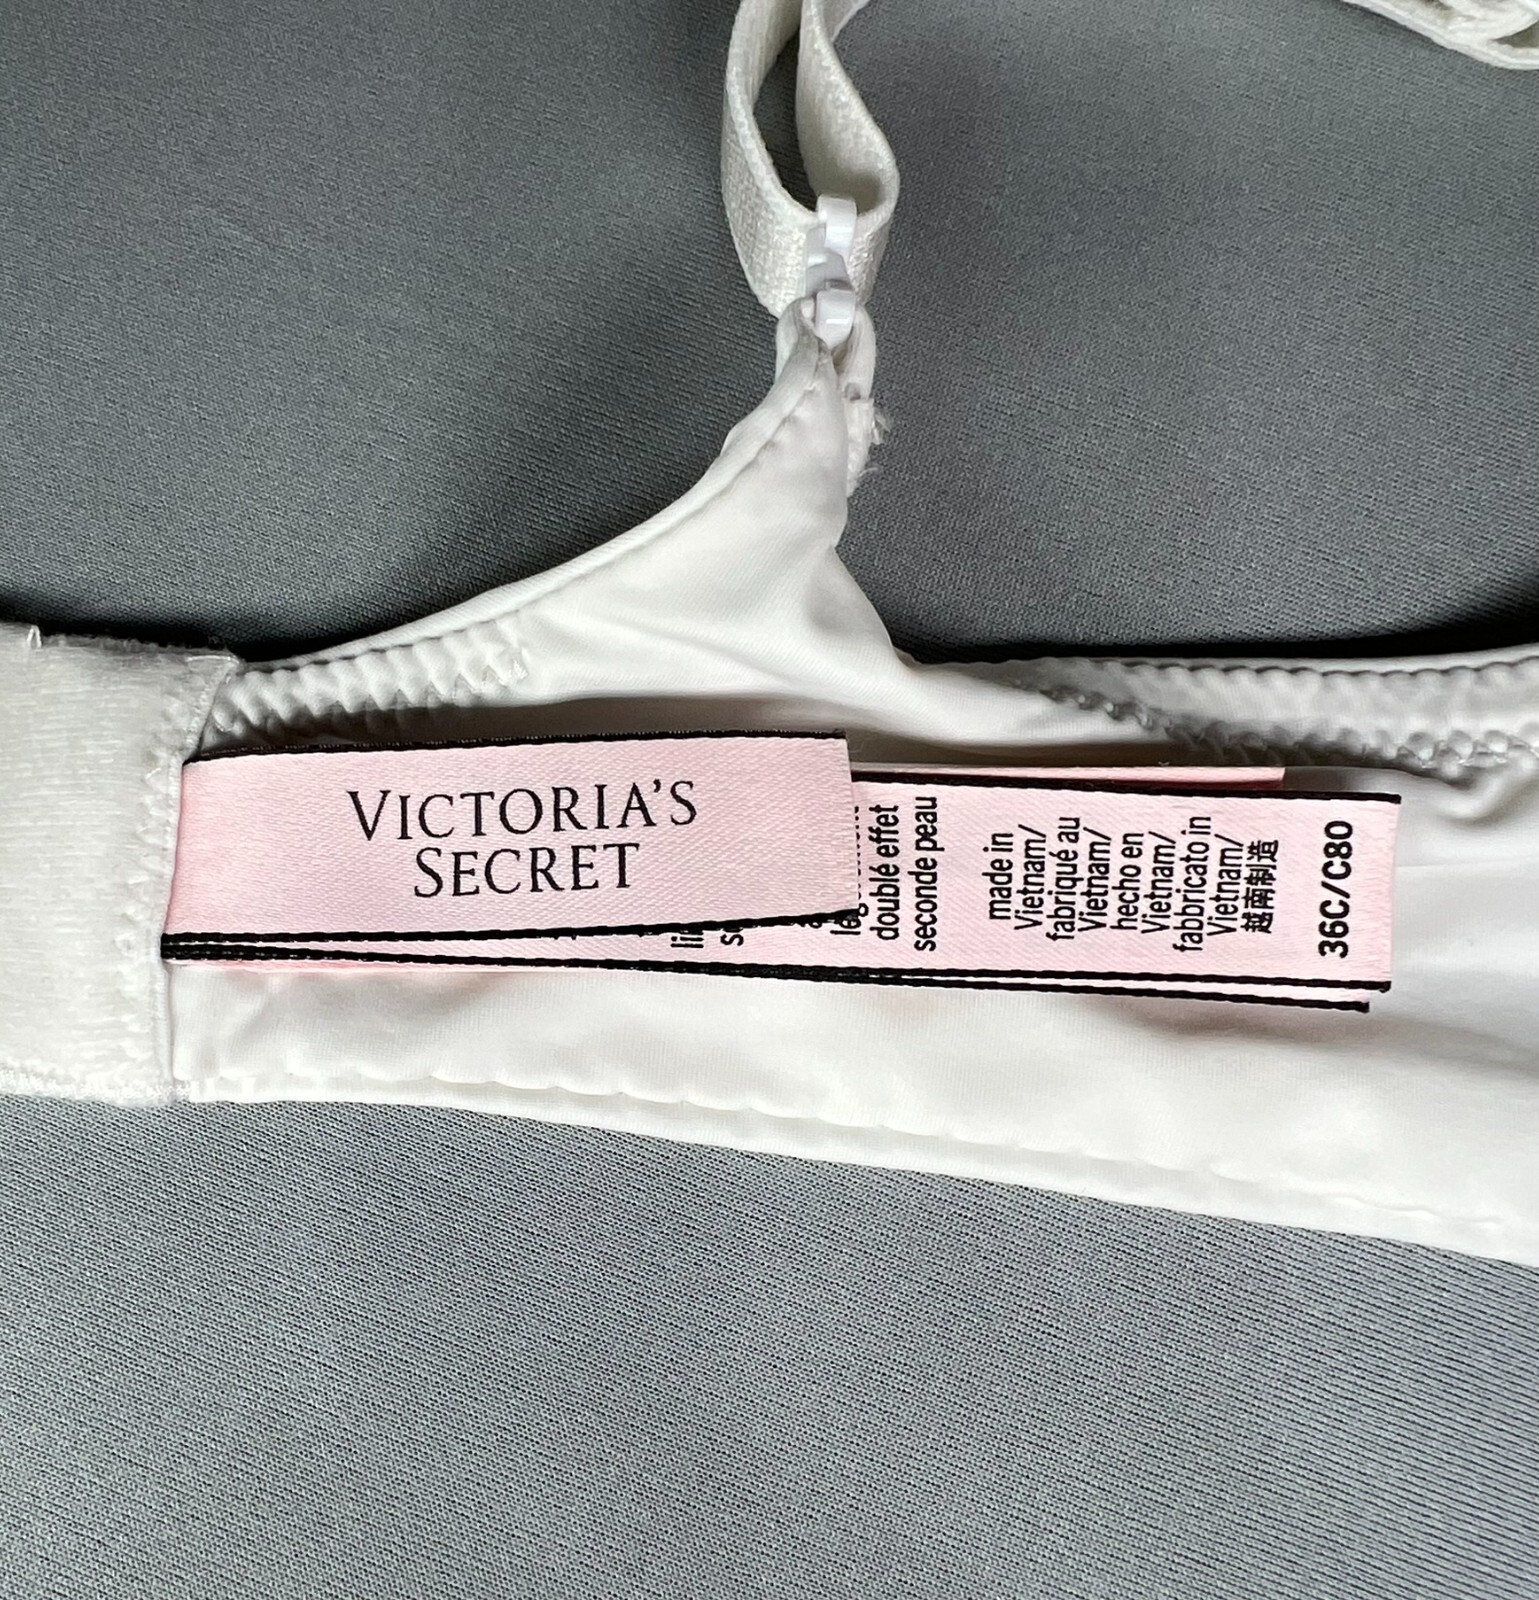 VICTORIA'S
SECRET
doublé effet
seconde peau
made in
Vietnam/
fabriqué au
Vietnam/
hecho en
Vietnam/
fabbricato in
Vietnam/
越南制造
36C/C80